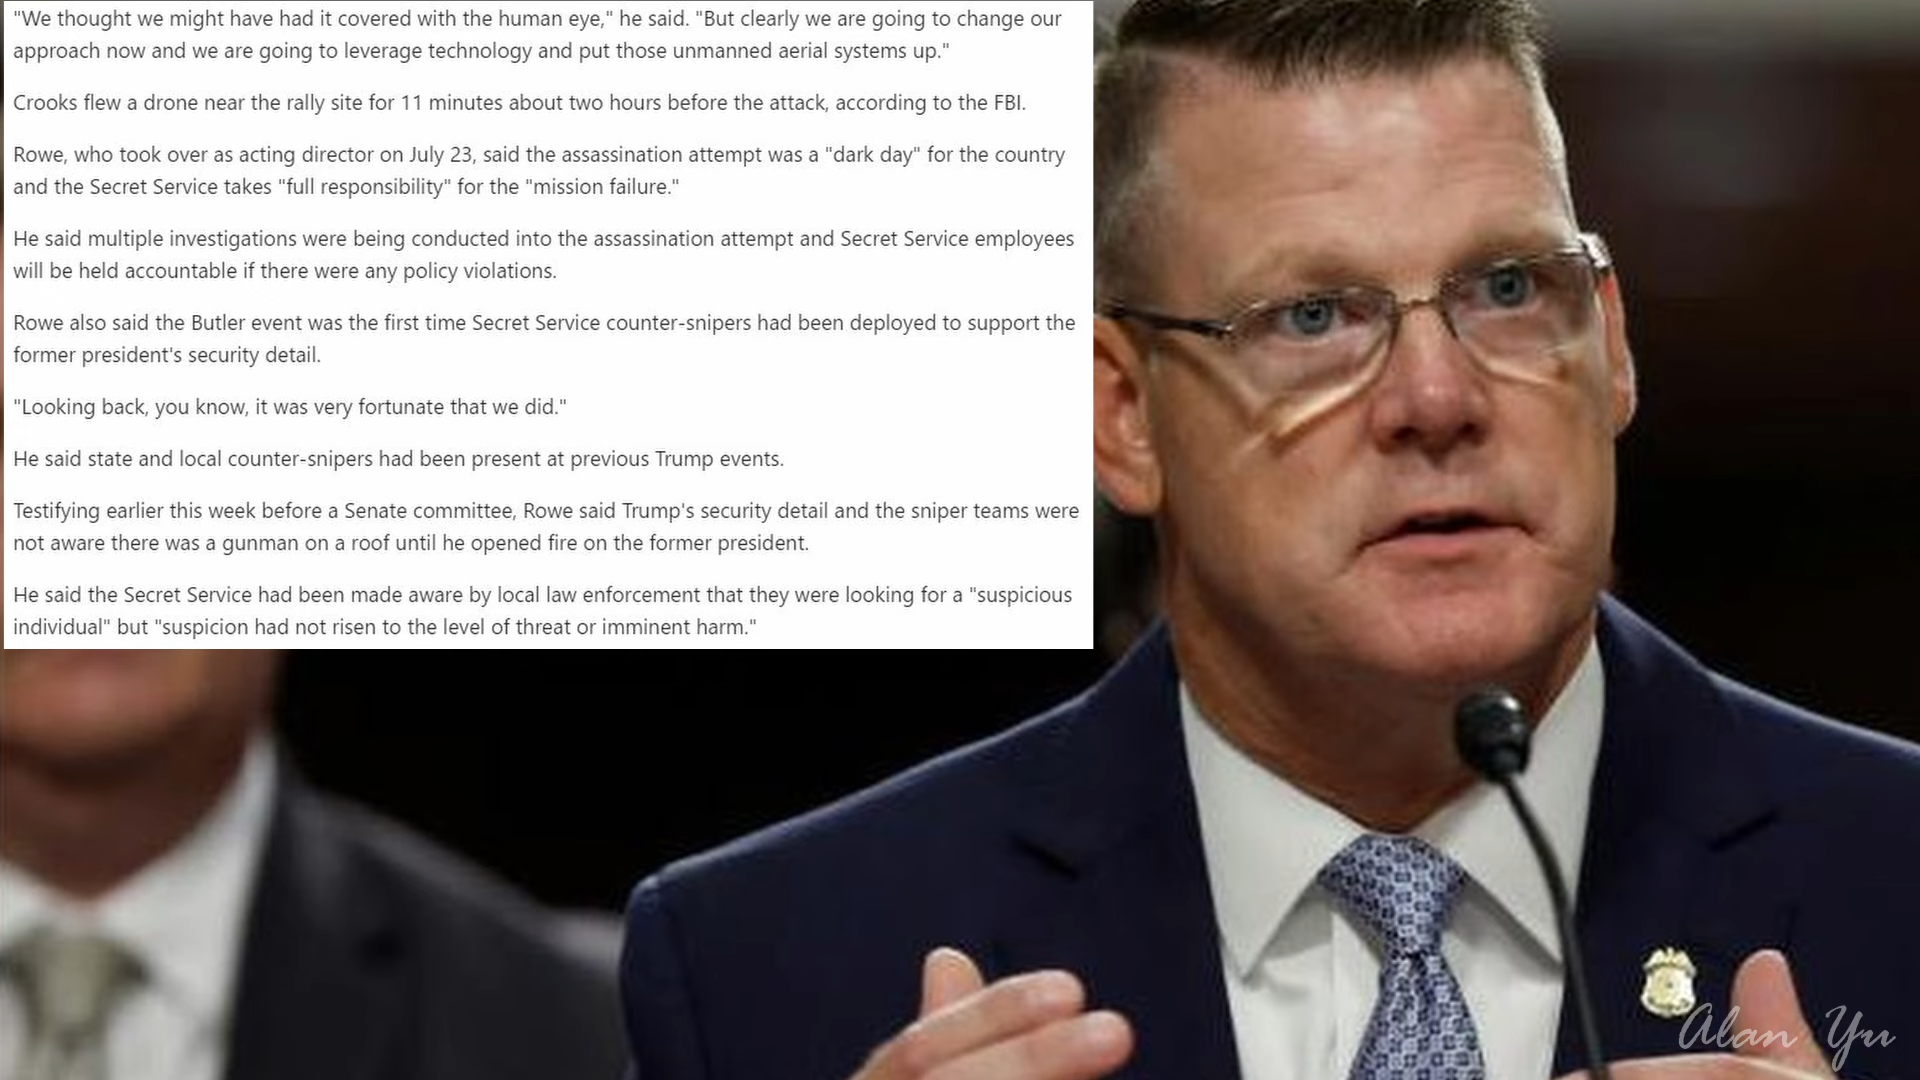 "We thought we might have had it covered with the human eye," he said. "But clearly we are going to change our
approach now and we are going to leverage technology and put those unmanned aerial systems up."
Crooks flew a drone near the rally site for 11 minutes about two hours before the attack, according to the FBI.
Rowe, who took over as acting director on July 23, said the assassination attempt was a "dark day" for the country
and the Secret Service takes "full responsibility" for the "mission failure."
He said multiple investigations were being conducted into the assassination attempt and Secret Service employees
will be held accountable if there were any policy violations.
Rowe also said the Butler event was the first time Secret Service counter-snipers had been deployed to support the
former president's security detail.
"Looking back, you know, it was very fortunate that we did."
He said state and local counter-snipers had been present at previous Trump events.
Testifying earlier this week before a Senate committee, Rowe said Trump's security detail and the sniper teams were
not aware there was a gunman on a roof until he opened fire on the former president.
He said the Secret Service had been made aware by local law enforcement that they were looking for a "suspicious
individual" but "suspicion had not risen to the level of threat or imminent harm."
Alan Yu